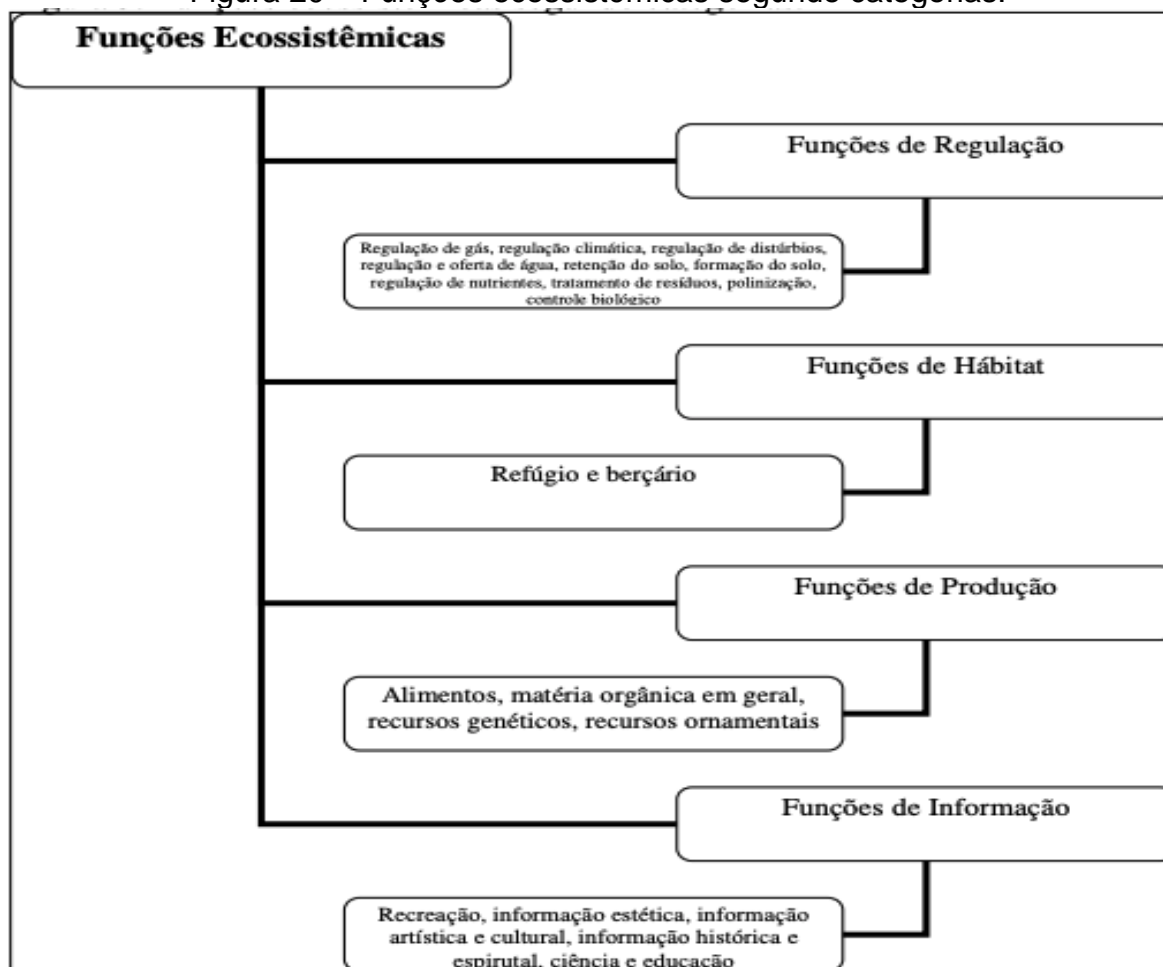 Funções ecossistêmicas segundo categorias.
Funções Ecossistêmicas
Funções de Regulação
Regulação de gás, regulação climática, regulação de distúrbios,
regulação e oferta de água, retenção do solo, formação do solo,
regulação de nutrientes, tratamento de resíduos, polinização,
controle biológico
Funções de Hábitat
Refúgio e berçário
Funções de Produção
Alimentos, matéria orgânica em geral,
recursos genéticos, recursos ornamentais
Funções de Informação
Recreação, informação estética, informação
artística e cultural, informação histórica e
espirutal, ciência e educação